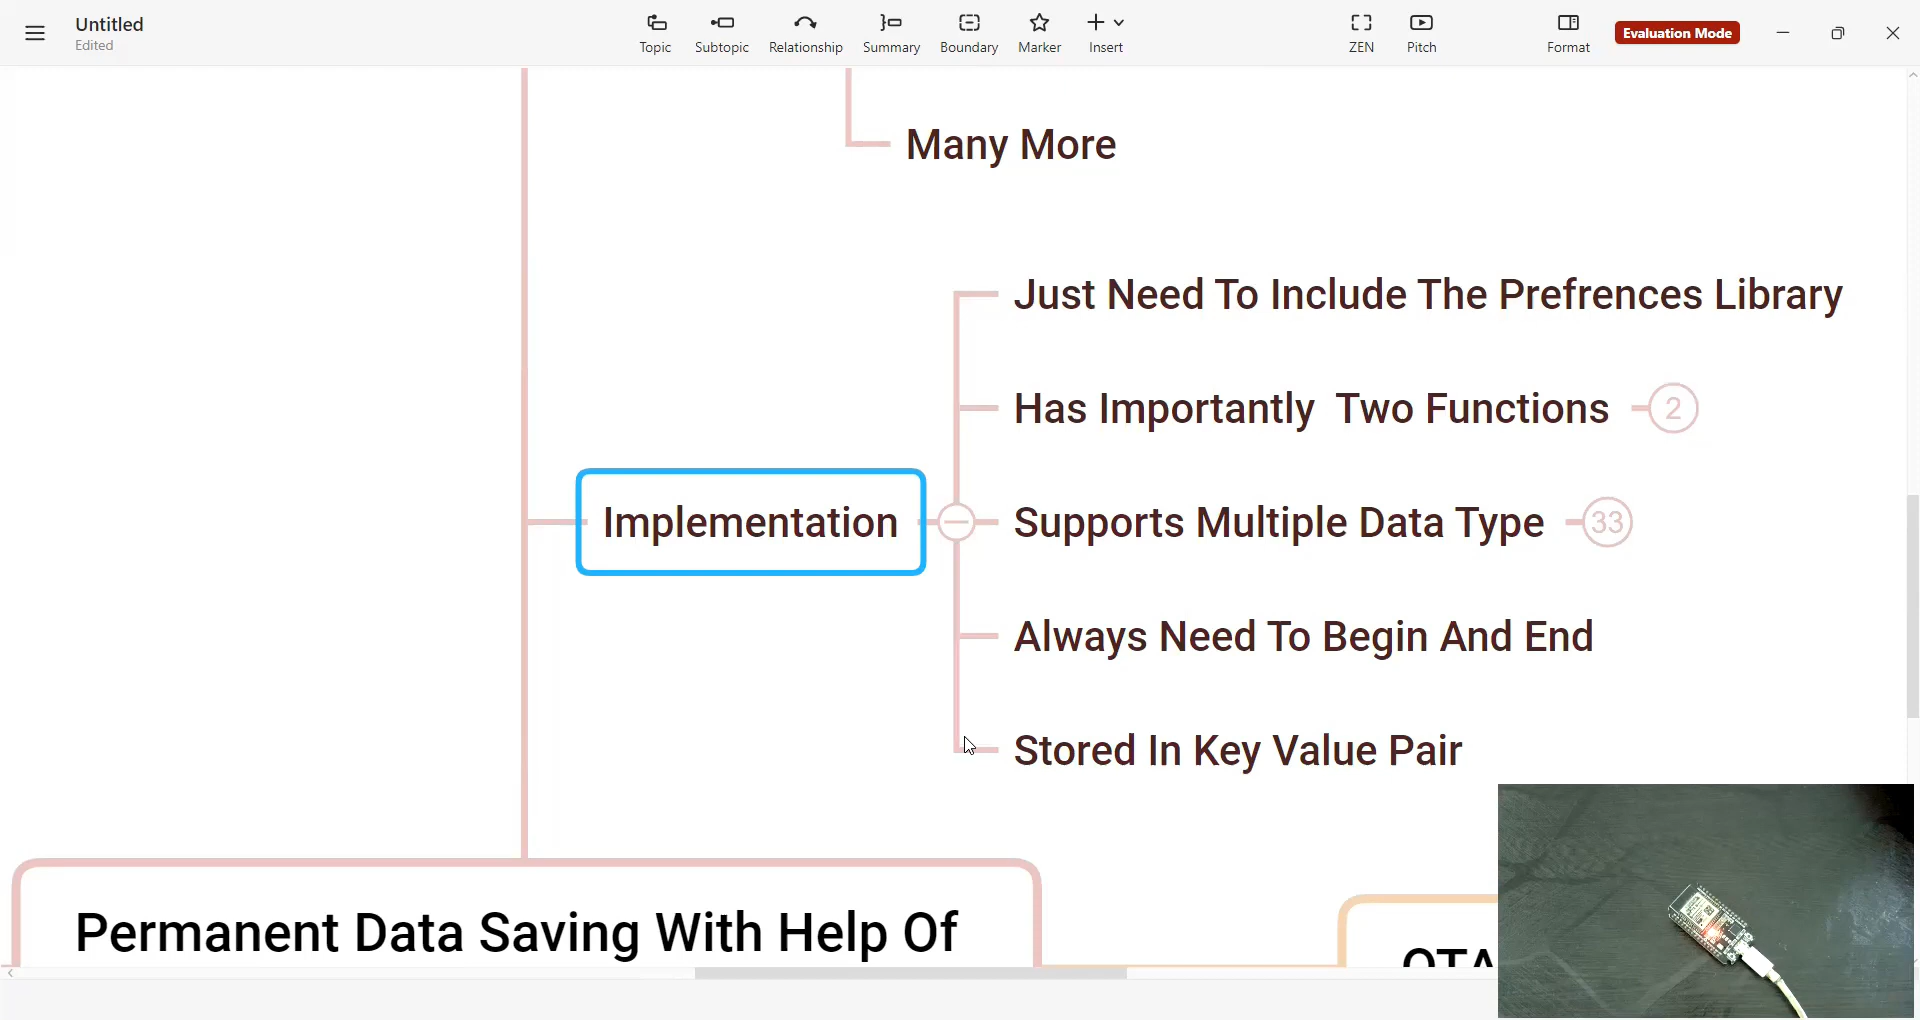 Untitled
Edited
Topic
Subtopic
Relationship
Summary
Boundary
Marker
Insert
ZEN
Pitch
Format
Evaluation Mode
Many More
Just Need To Include The Prefrences Library
Has Importantly  Two Functions
2
Implementation
Supports Multiple Data Type
33
Always Need To Begin And End
Stored In Key Value Pair
Permanent Data Saving With Help Of
OTA